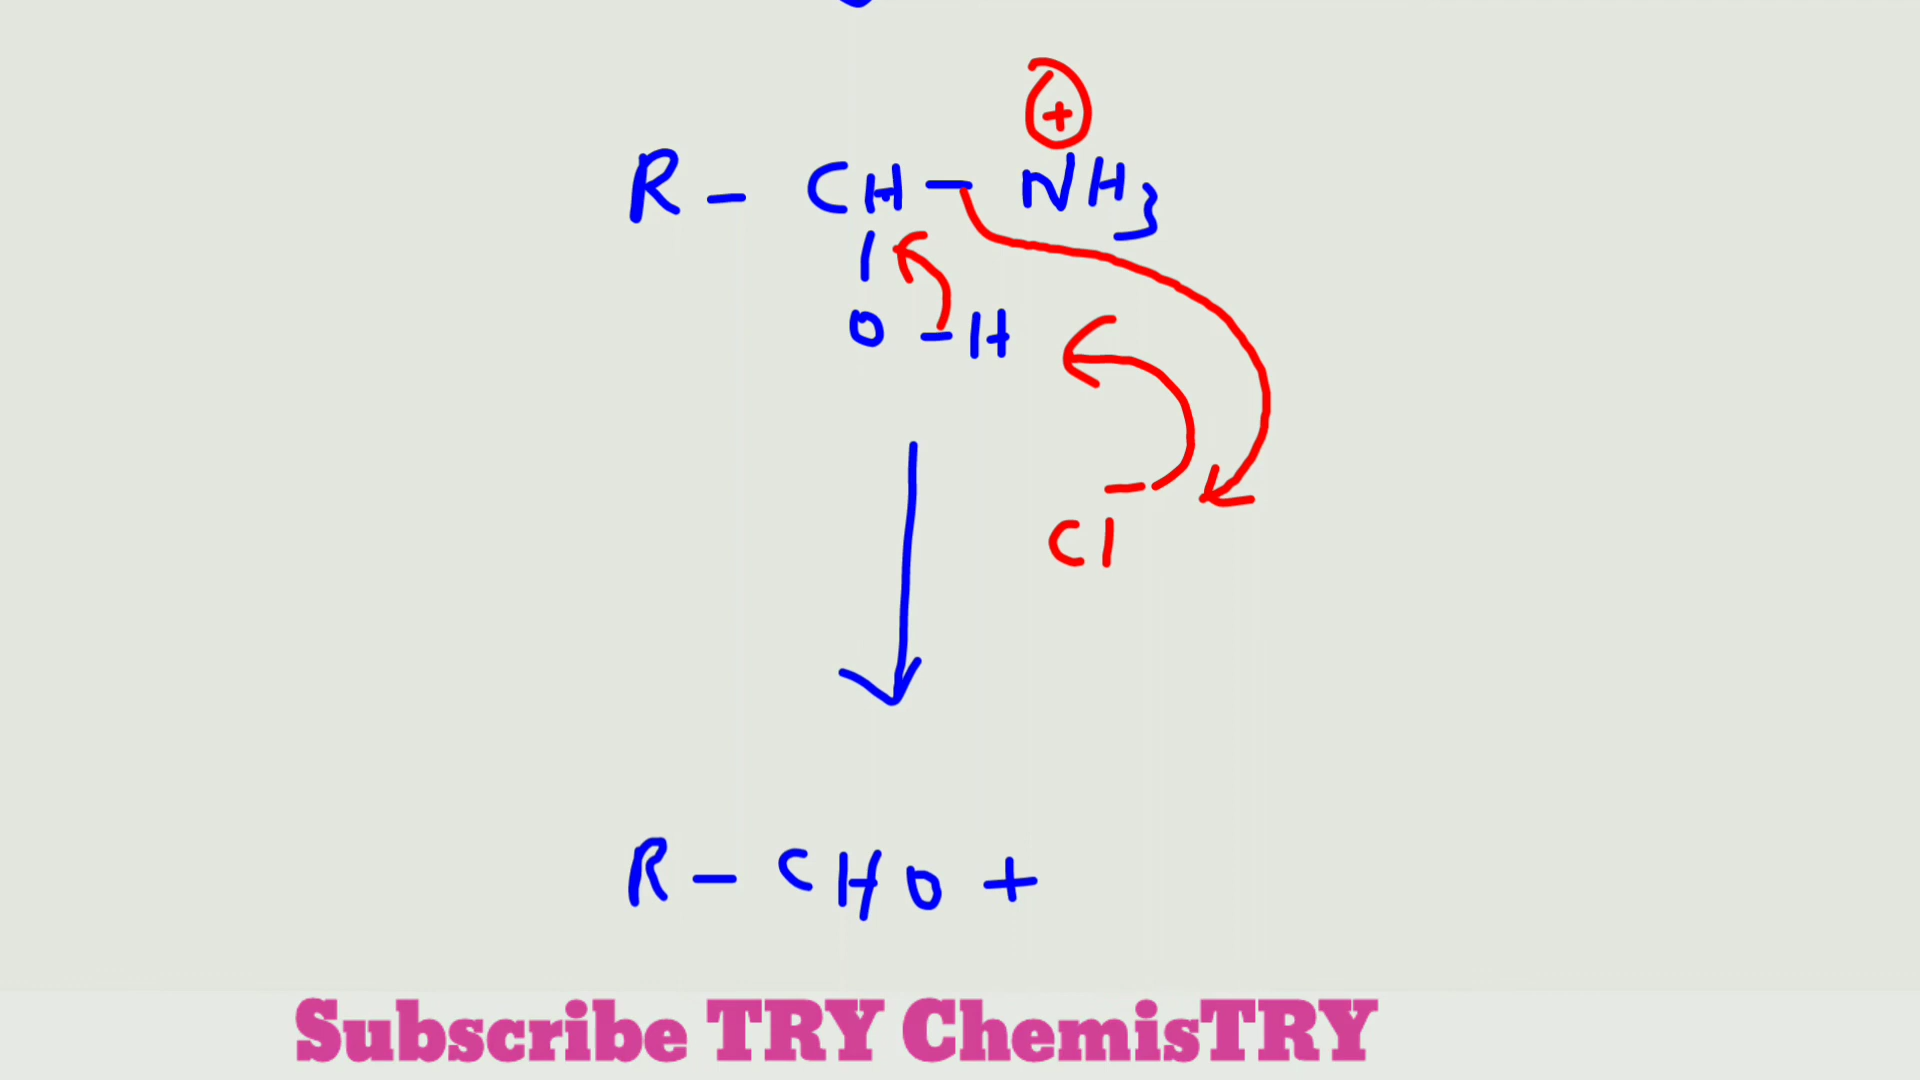 +
R - CH - NH3
|
O - H
-
Cl
R - CHO +
Subscribe TRY ChemisTRY